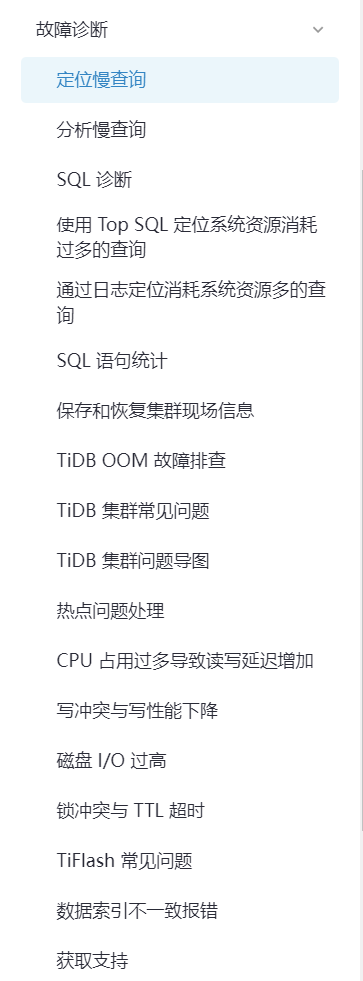 故障诊断
定位慢查询
分析慢查询
SQL 诊断
使用 Top SQL 定位系统资源消耗
过多的查询
通过日志定位消耗系统资源多的查
询
SQL 语句统计
保存和恢复集群现场信息
TiDB OOM 故障排查
TiDB 集群常见问题
TiDB 集群问题导图
热点问题处理
CPU 占用过多导致读写延迟增加
写冲突与写性能下降
磁盘 I/O 过高
锁冲突与 TTL 超时
TiFlash 常见问题
数据索引不一致报错
获取支持